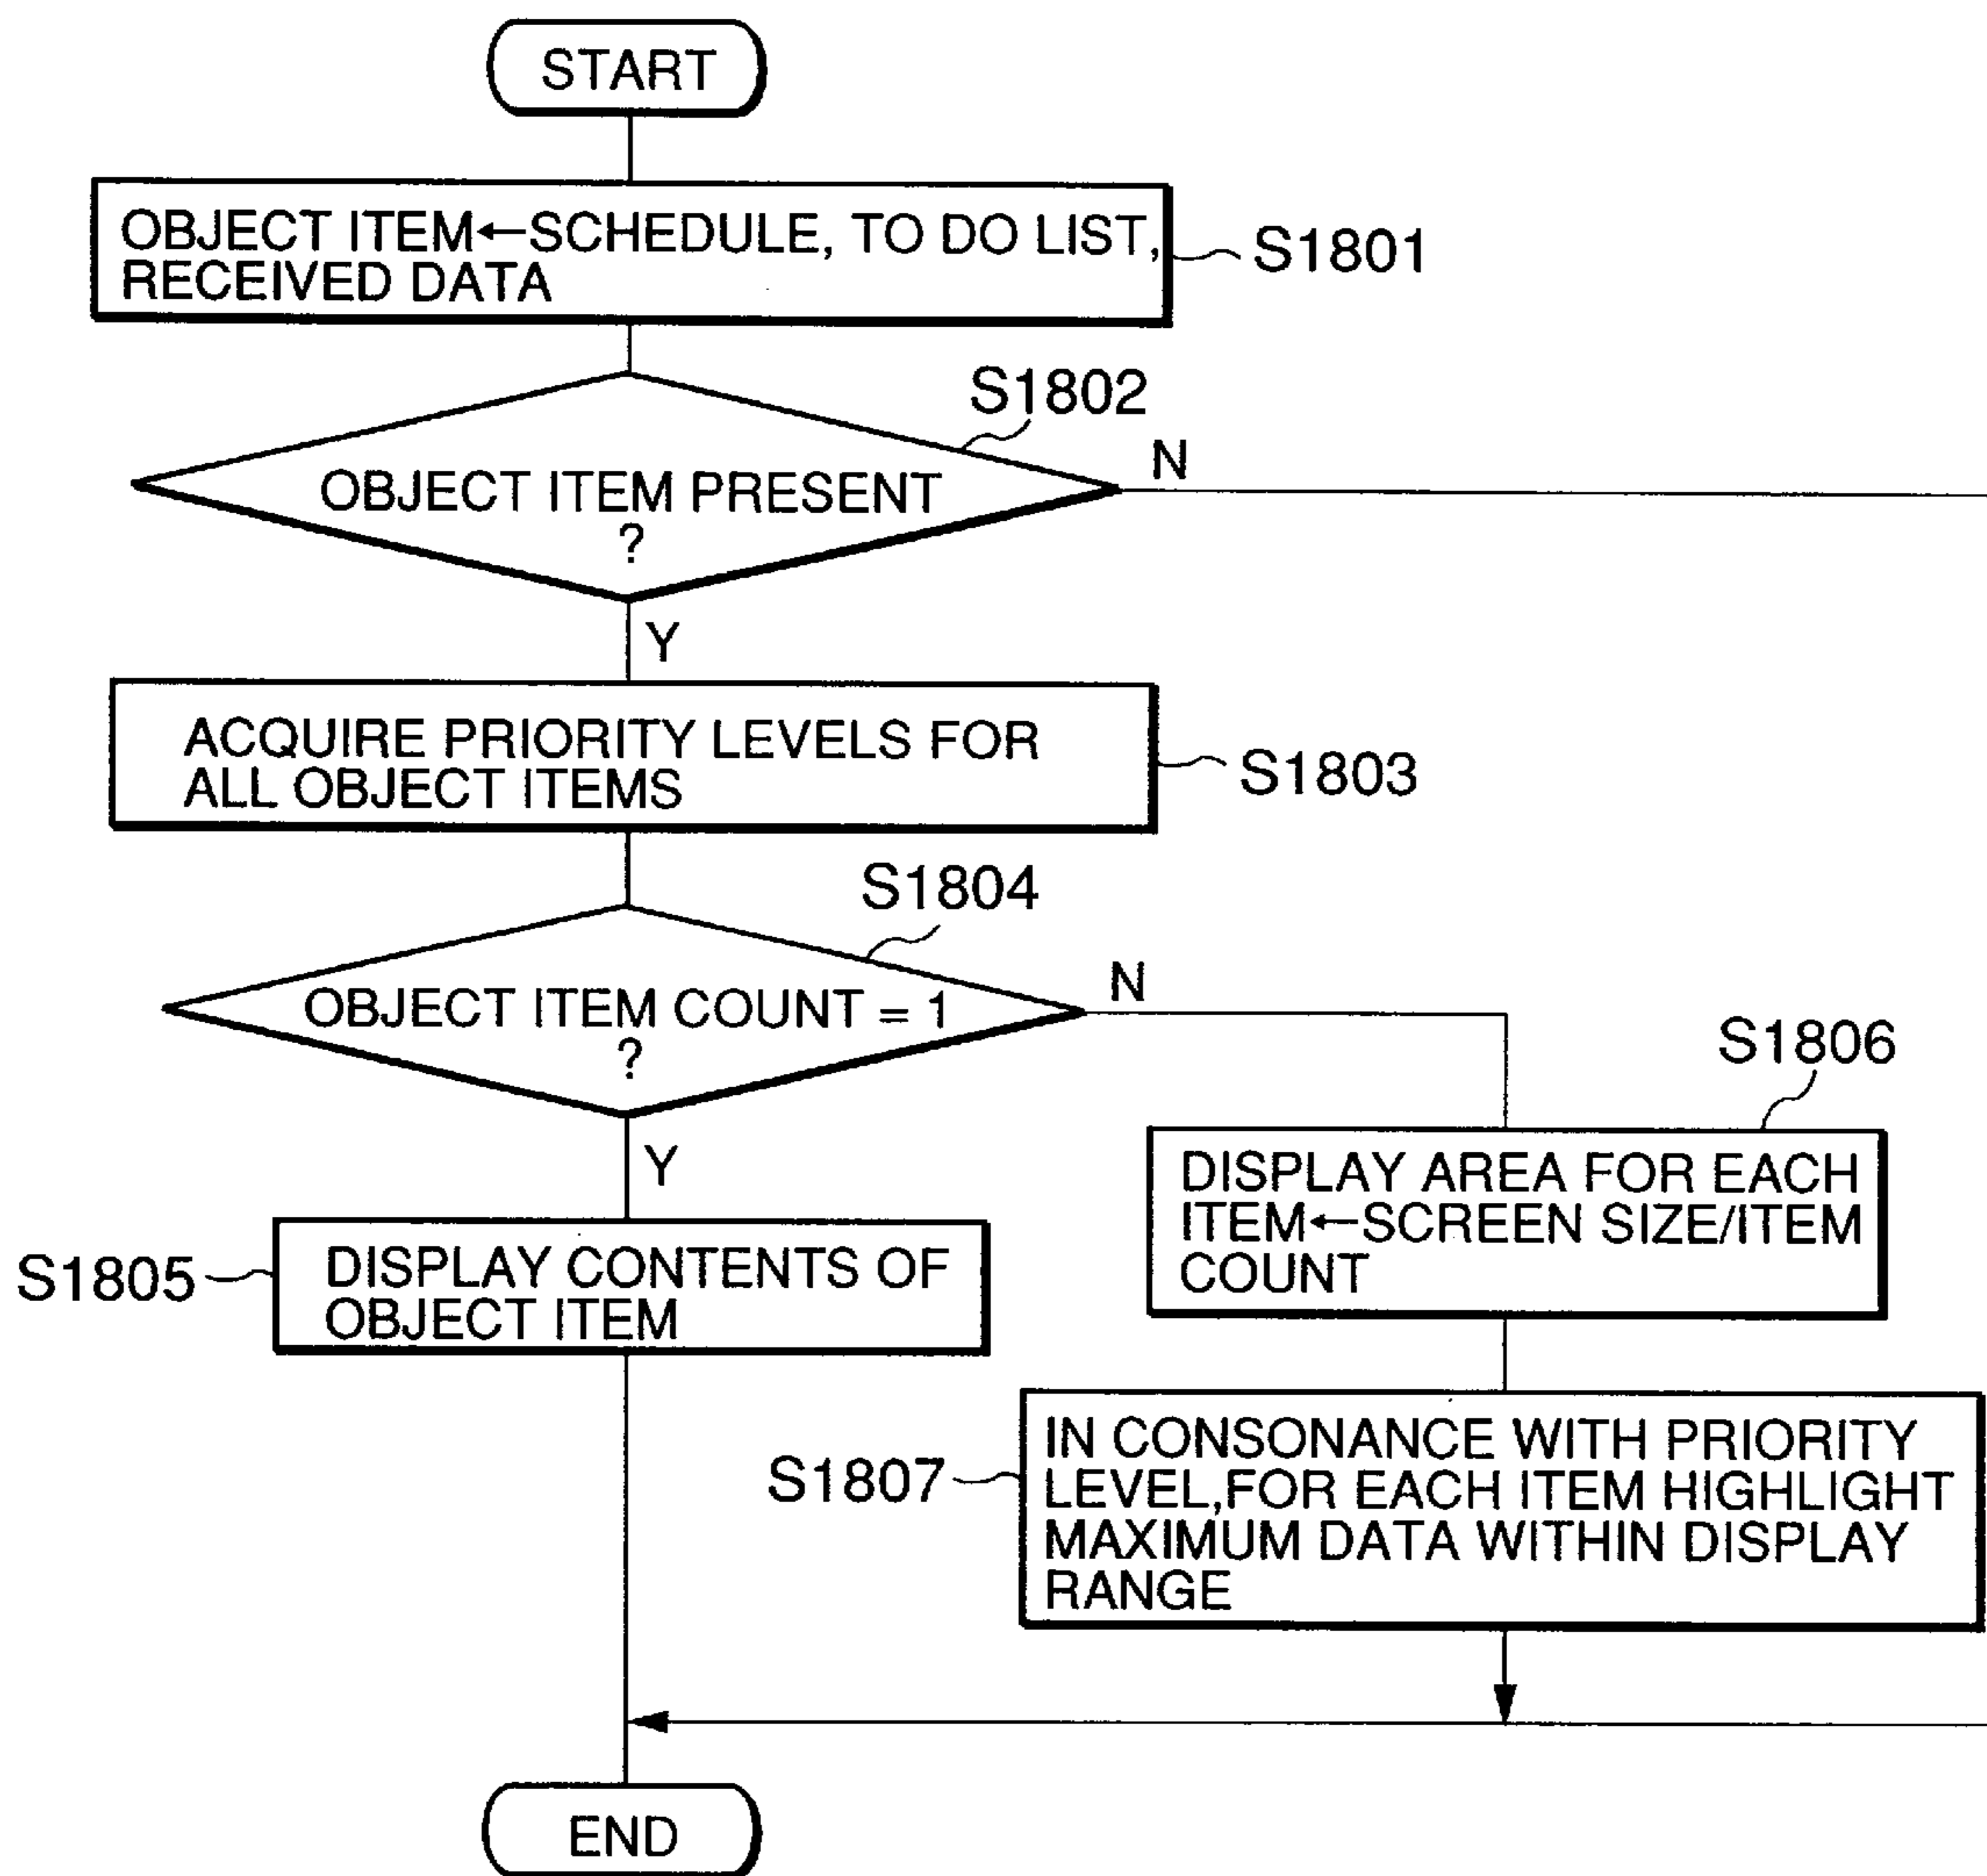 START
OBJECT ITEM←SCHEDULE, TO DO LIST,
RECEIVED DATA
S1801
S1802
OBJECT ITEM PRESENT
?
N
Y
ACQUIRE PRIORITY LEVELS FOR
ALL OBJECT ITEMS
S1803
S1804
OBJECT ITEM COUNT = 1
?
N
Y
S1805
DISPLAY CONTENTS OF
OBJECT ITEM
S1806
DISPLAY AREA FOR EACH
ITEM←SCREEN SIZE/ITEM
COUNT
S1807
IN CONSONANCE WITH PRIORITY
LEVEL,FOR EACH ITEM HIGHLIGHT
MAXIMUM DATA WITHIN DISPLAY
RANGE
END